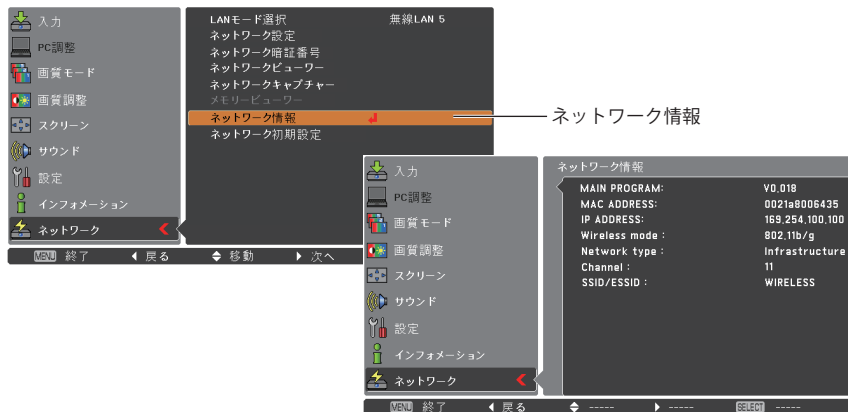 入力
PC調整
画質モード
画質調整
スクリーン
サウンド
設定
インフォメーション
ネットワーク
LANモード選択 無線LAN 5
ネットワーク設定
ネットワーク暗証番号
ネットワークビューワー
ネットワークキャプチャー
メモリービューワー
ネットワーク情報
ネットワーク初期設定
MENU 終了 戻る 移動 次へ
ネットワーク情報
入力
PC調整
画質モード
画質調整
スクリーン
サウンド
設定
インフォメーション
ネットワーク
ネットワーク情報
MAIN PROGRAM: V0.018
MAC ADDRESS: 0021a8006435
IP ADDRESS: 169.254.100.100
Wireless mode : 802.11b/g
Network type : Infrastructure
Channel : 11
SSID/ESSID : WIRELESS
MENU 終了 戻る ----- ----- SELECT -----